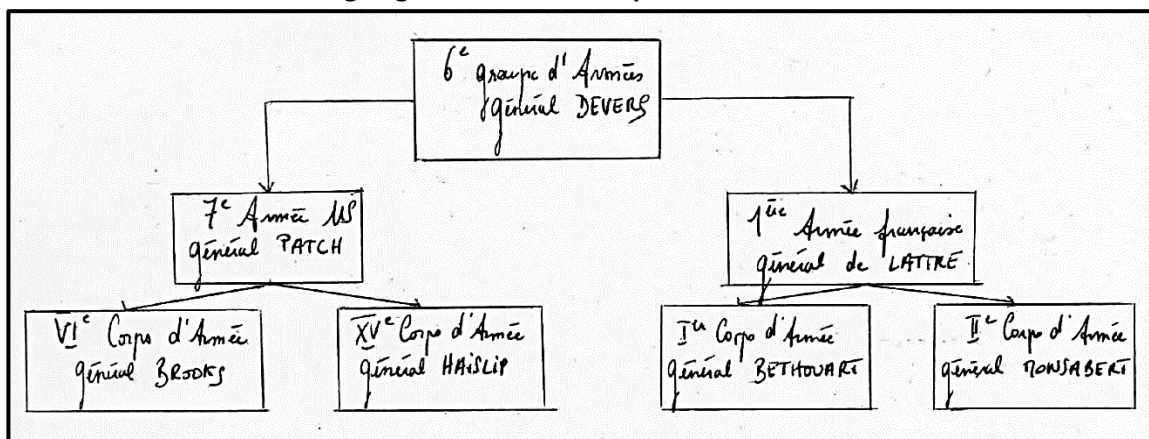 6e groupe d'Armées
général DEVERS
7e Armée US
général PATCH
1ère Armée française
général de LATTRE
VIe Corps d'Armée
général BROOKS
XVe Corps d'Armée
général HAISLIP
Ier Corps d'Armée
général BETHOUART
IIe Corps d'Armée
général MONSABERT